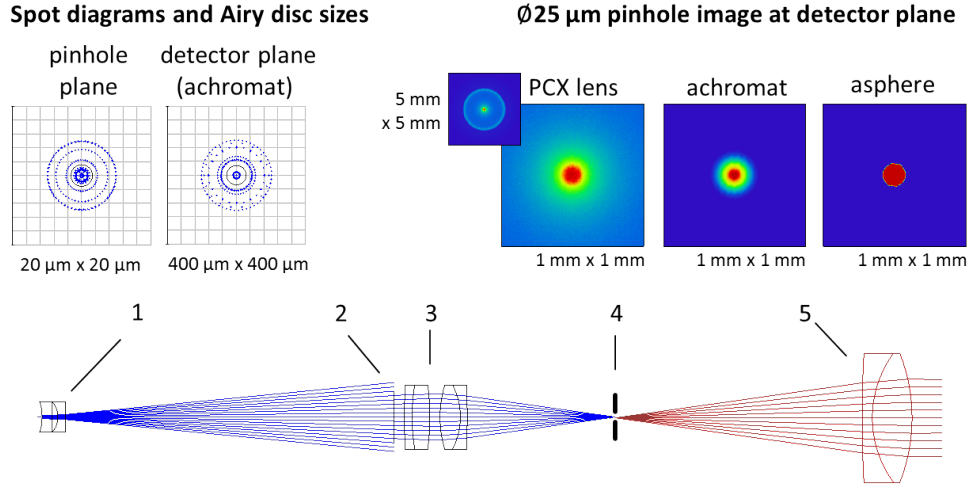 Spot diagrams and Airy disc sizes
Ø25 µm pinhole image at detector plane
pinhole
plane
detector plane
(achromat)
20 µm x 20 µm
400 µm x 400 µm
5 mm
x 5 mm
PCX lens
achromat
asphere
1 mm x 1 mm
1 mm x 1 mm
1 mm x 1 mm
1
2
3
4
5